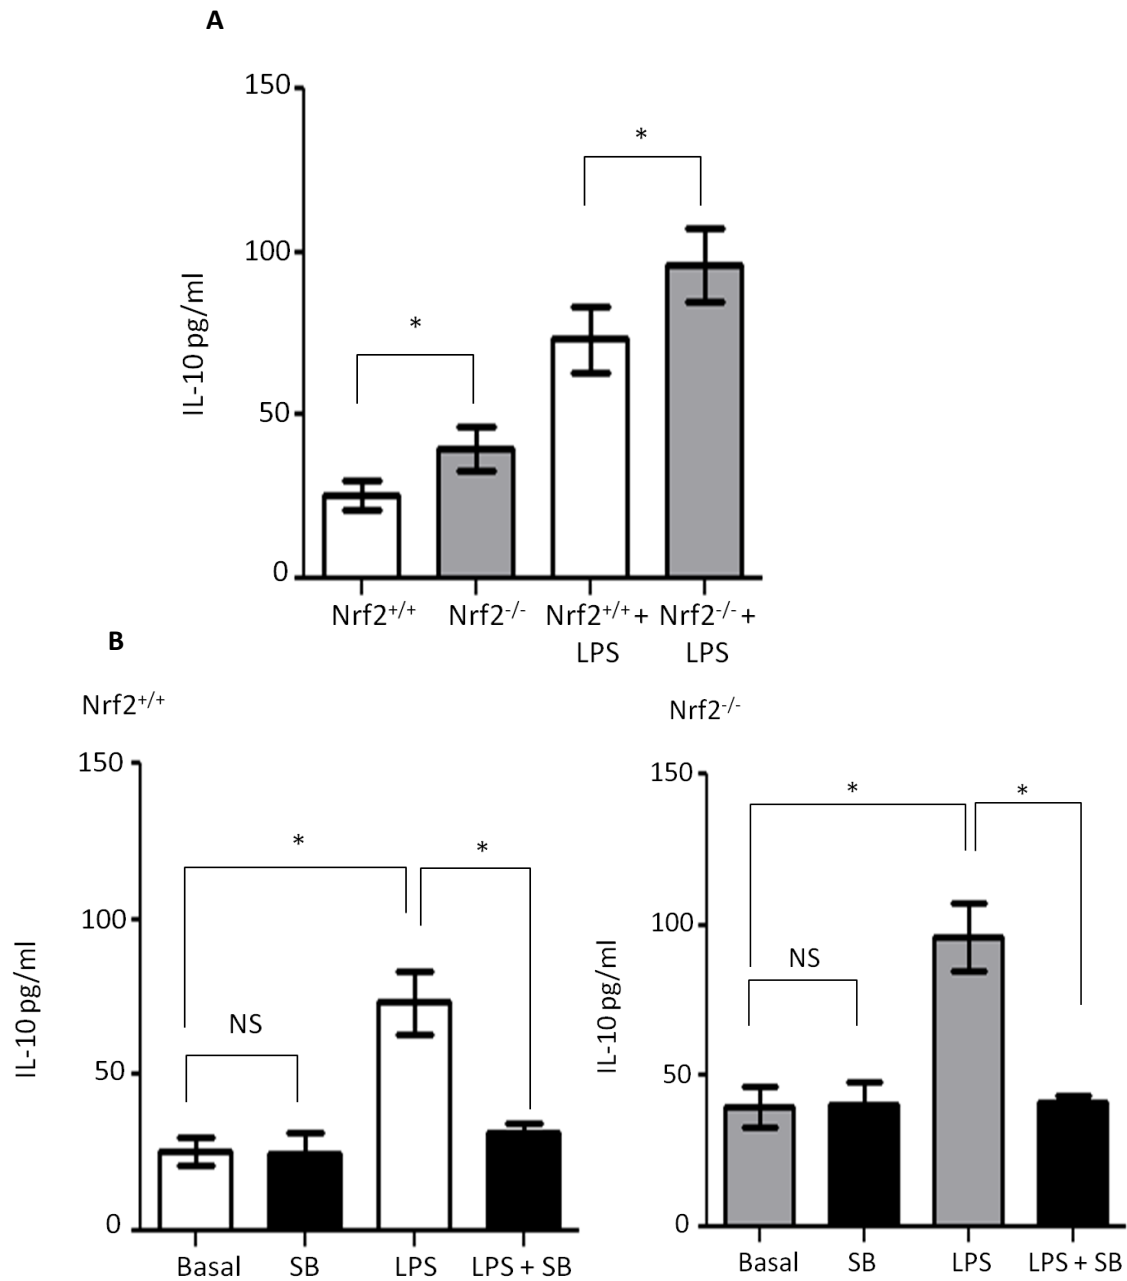 A
150
100
50
0
IL-10 pg/ml
*
*
Nrf2+/+ Nrf2-/- Nrf2+/+ + Nrf2-/- +
LPS LPS
B
Nrf2+/+
150
100
50
0
IL-10 pg/ml
*
*
NS
Basal SB LPS LPS + SB
Nrf2-/-
150
100
50
0
IL-10 pg/ml
*
*
NS
Basal SB LPS LPS + SB